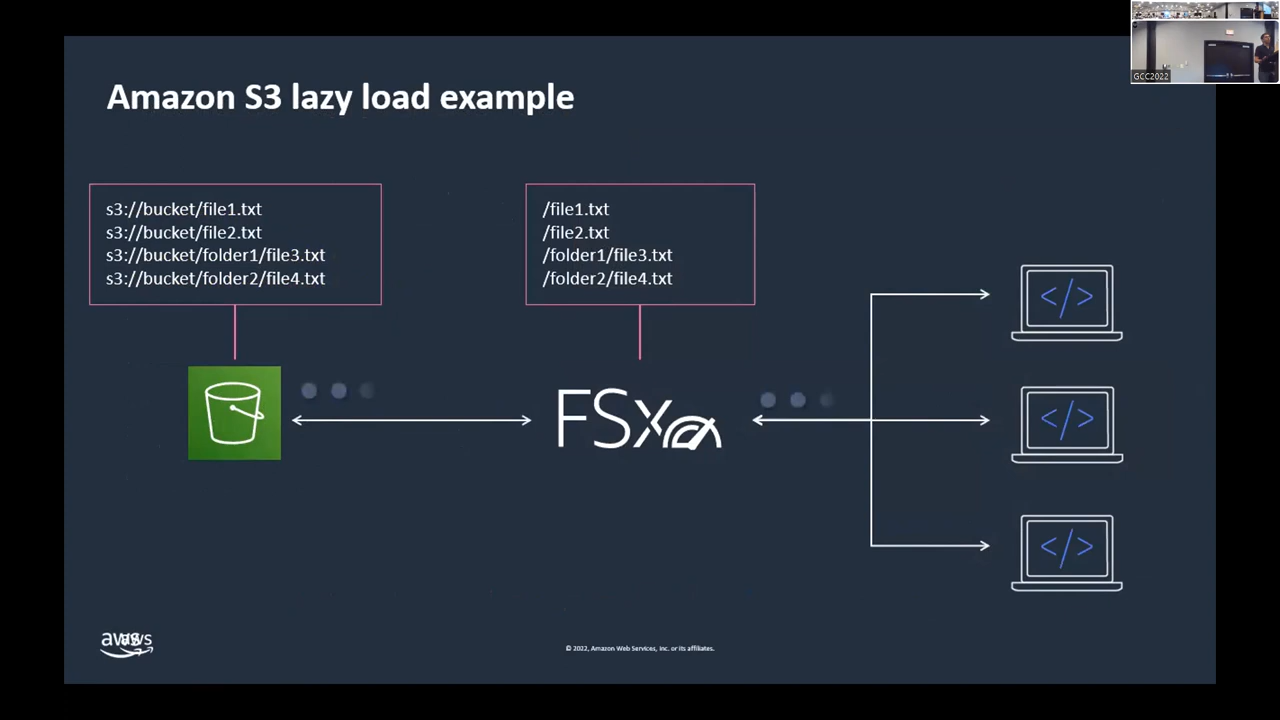 GCC2022
Amazon S3 lazy load example
s3://bucket/file1.txt
s3://bucket/file2.txt
s3://bucket/folder1/file3.txt
s3://bucket/folder2/file4.txt
/file1.txt
/file2.txt
/folder1/file3.txt
/folder2/file4.txt
</>
FSx
</>
</>
aws
© 2022, Amazon Web Services, Inc. or its affiliates.